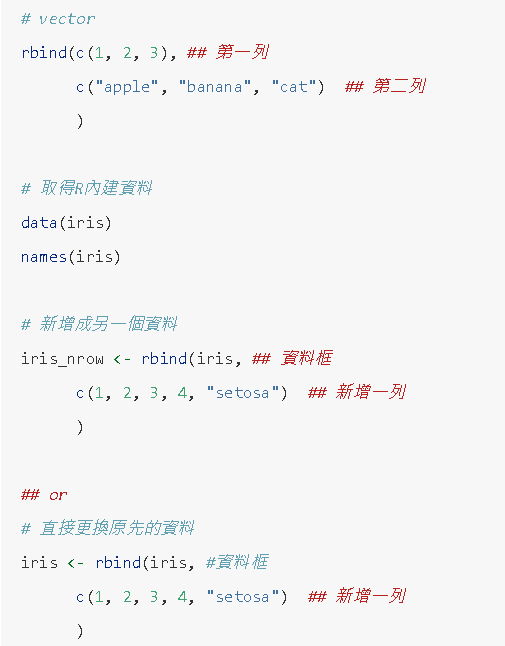 # vector
rbind(c(1, 2, 3), ## 第一列
      c("apple", "banana", "cat")  ## 第二列
      )

# 取得R內建資料
data(iris)
names(iris)

# 新增成另一個資料
iris_nrow <- rbind(iris, ## 資料框
      c(1, 2, 3, 4, "setosa")  ## 新增一列
      )

## or
# 直接更換原先的資料
iris <- rbind(iris, #資料框
      c(1, 2, 3, 4, "setosa")  ## 新增一列
      )